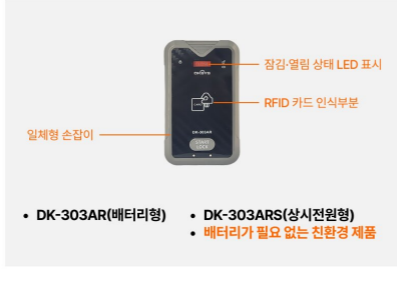 잠김·열림 상태 LED 표시
RFID 카드 인식부분
일체형 손잡이
DK-303AR
• DK-303AR(배터리형)
• DK-303ARS(상시전원형)
• 배터리가 필요 없는 친환경 제품